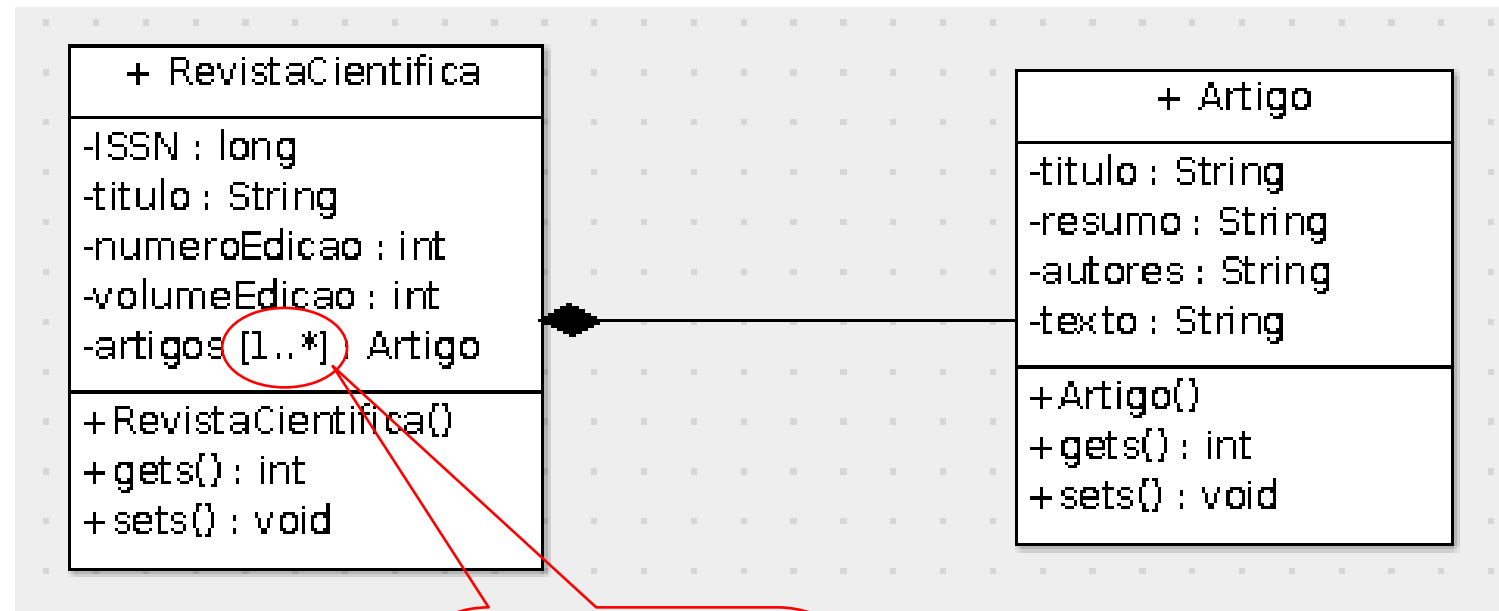 + RevistaCientifica
-ISSN : long
-titulo : String
-numeroEdicao : int
-volumeEdicao : int
-artigos [1..*] : Artigo
+RevistaCientifica()
+gets() : int
+sets() : void
+ Artigo
-titulo : String
-resumo : String
-autores : String
-texto : String
+Artigo()
+gets() : int
+sets() : void